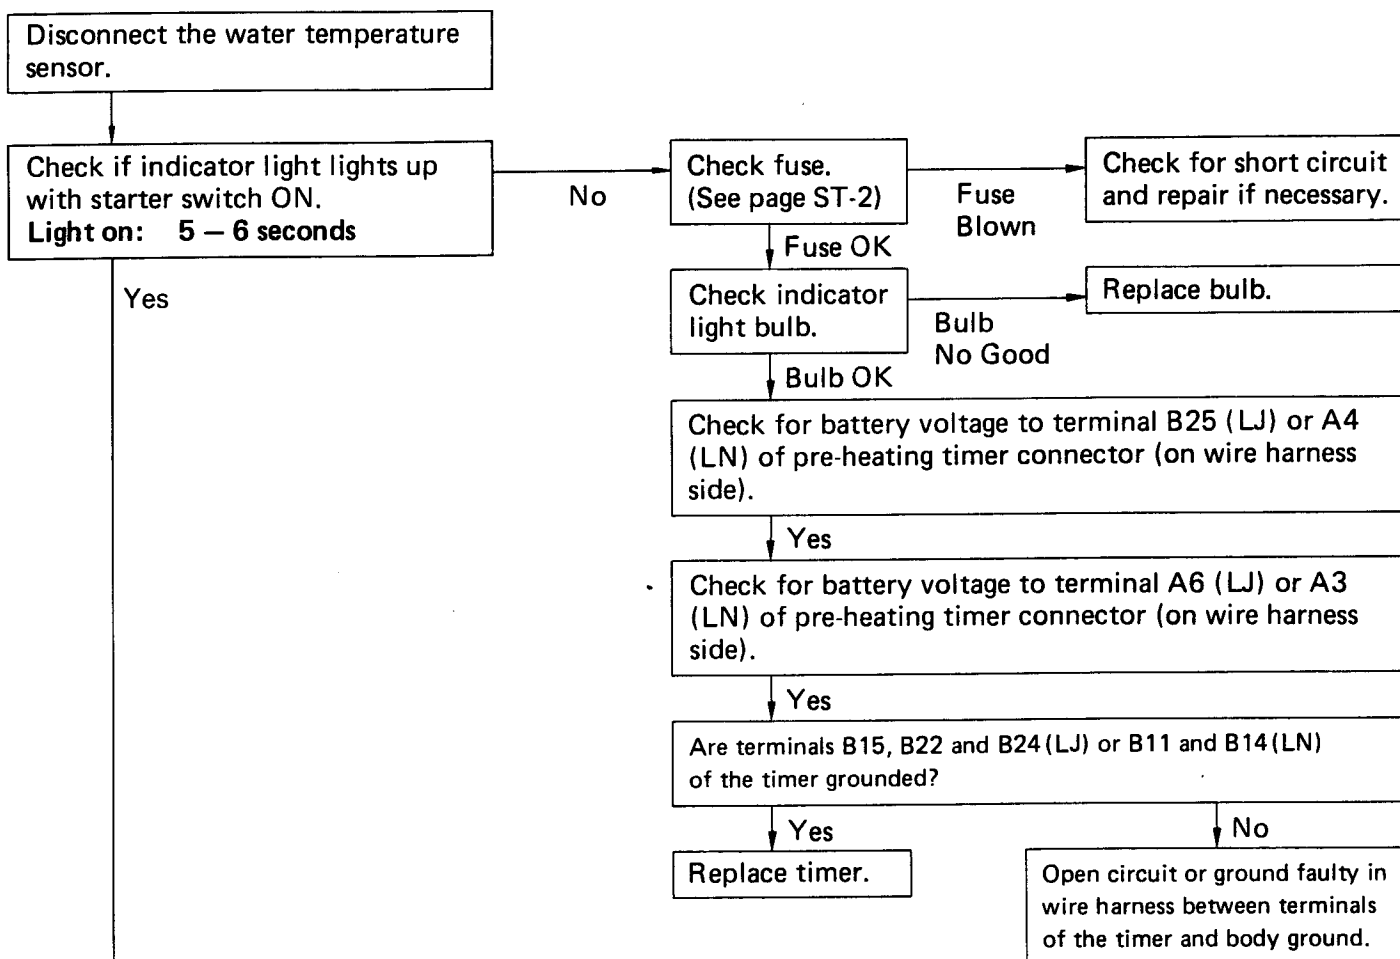 Disconnect the water temperature
sensor.
Check if indicator light lights up
with starter switch ON.
Light on: 5 – 6 seconds
No
Yes
Check fuse.
(See page ST-2)
Fuse
Blown
Check for short circuit
and repair if necessary.
Fuse OK
Check indicator
light bulb.
Bulb
No Good
Replace bulb.
Bulb OK
Check for battery voltage to terminal B25 (LJ) or A4
(LN) of pre-heating timer connector (on wire harness
side).
Yes
Check for battery voltage to terminal A6 (LJ) or A3
(LN) of pre-heating timer connector (on wire harness
side).
Yes
Are terminals B15, B22 and B24(LJ) or B11 and B14(LN)
of the timer grounded?
Yes
No
Replace timer.
Open circuit or ground faulty in
wire harness between terminals
of the timer and body ground.